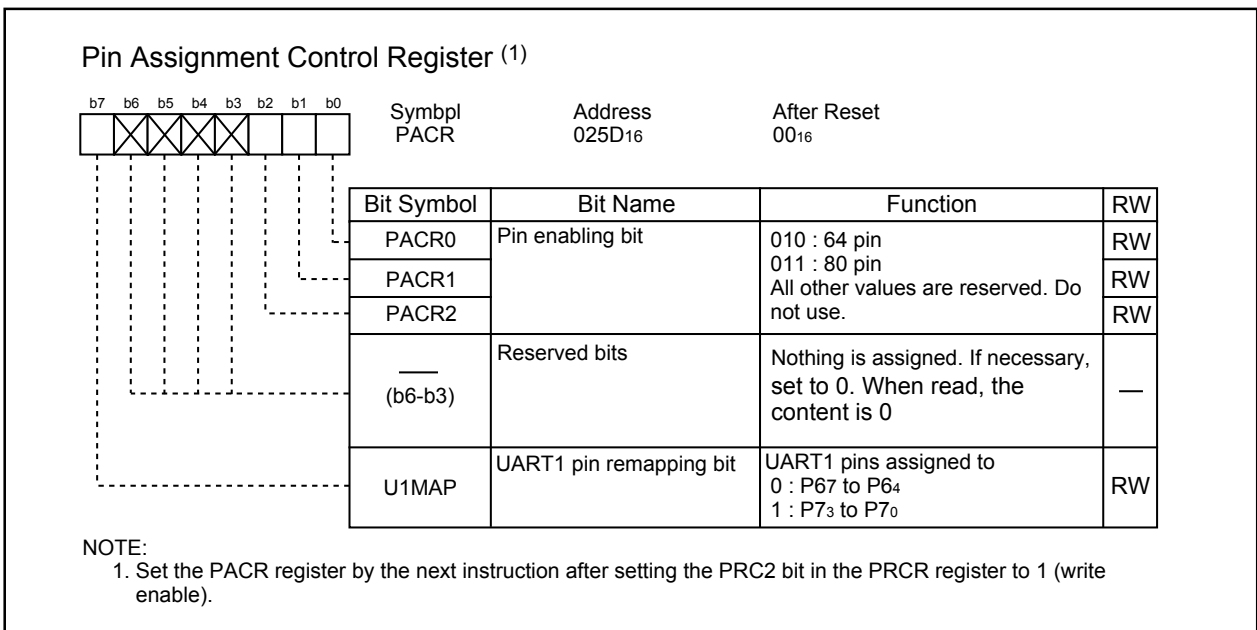 Pin Assignment Control Register (1)
b7 b6 b5 b4 b3 b2 b1 b0
Symbpl Address After Reset
PACR 025D16 0016
Bit Symbol Bit Name Function RW
PACR0 Pin enabling bit 010 : 64 pin RW
011 : 80 pin
PACR1 All other values are reserved. Do RW
PACR2 not use. RW
Reserved bits Nothing is assigned. If necessary,
(b6-b3) set to 0. When read, the —
content is 0
UART1 pin remapping bit UART1 pins assigned to
U1MAP 0 : P67 to P64 RW
1 : P73 to P70
NOTE:
1. Set the PACR register by the next instruction after setting the PRC2 bit in the PRCR register to 1 (write
enable).